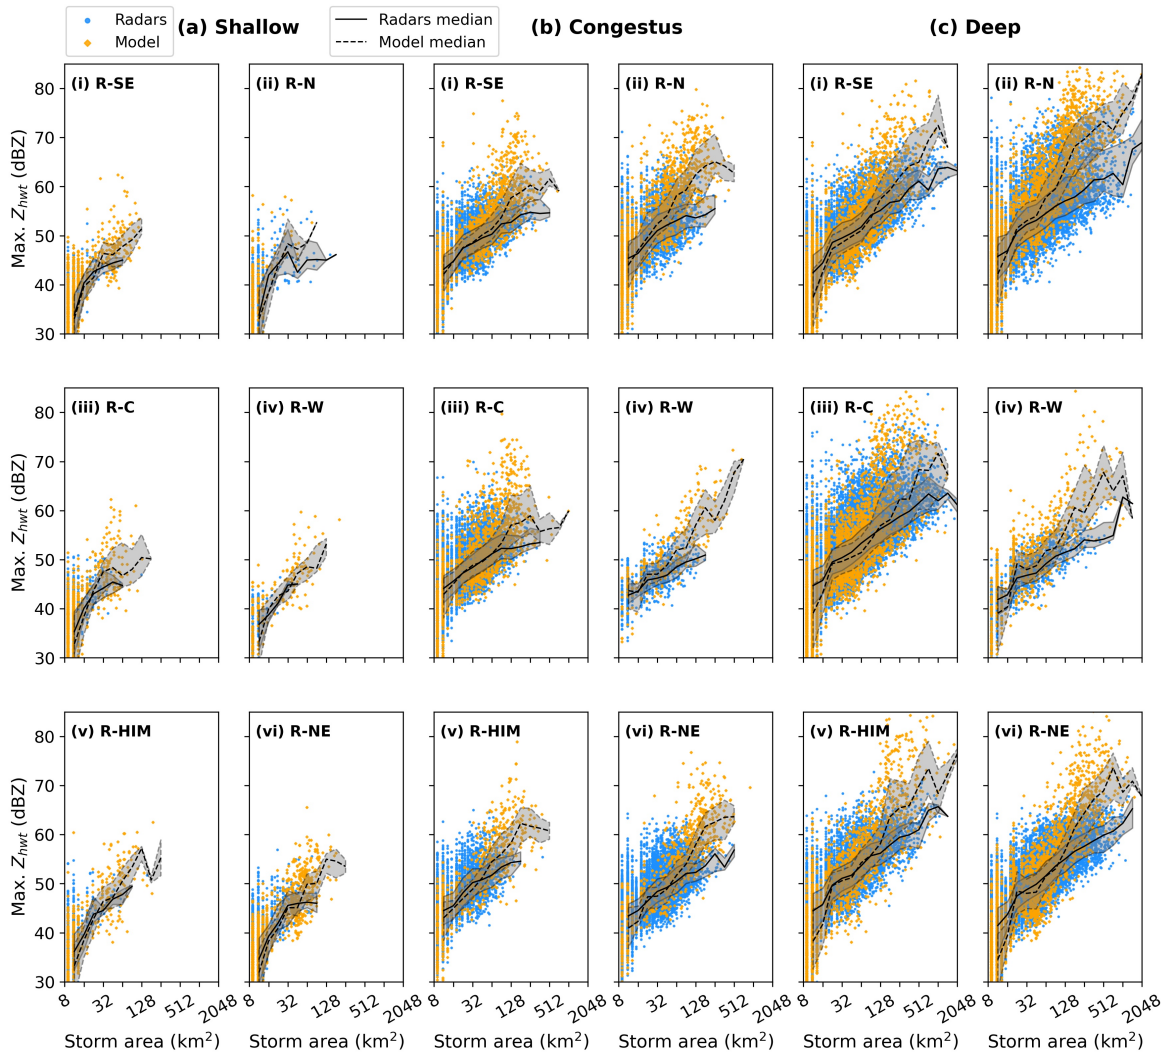 Radars
Model
(a) Shallow
Radars median
Model median
(b) Congestus
(c) Deep
Max. Z_hwt (dBZ)
80
70
60
50
40
30
(i) R-SE
(ii) R-N
(i) R-SE
(ii) R-N
(i) R-SE
(ii) R-N
Max. Z_hwt (dBZ)
80
70
60
50
40
30
(iii) R-C
(iv) R-W
(iii) R-C
(iv) R-W
(iii) R-C
(iv) R-W
Max. Z_hwt (dBZ)
80
70
60
50
40
30
(v) R-HIM
(vi) R-NE
(v) R-HIM
(vi) R-NE
(v) R-HIM
(vi) R-NE
8 32 128 512 2048
8 32 128 512 2048
8 32 128 512 2048
8 32 128 512 2048
8 32 128 512 2048
8 32 128 512 2048
Storm area (km²)
Storm area (km²)
Storm area (km²)
Storm area (km²)
Storm area (km²)
Storm area (km²)